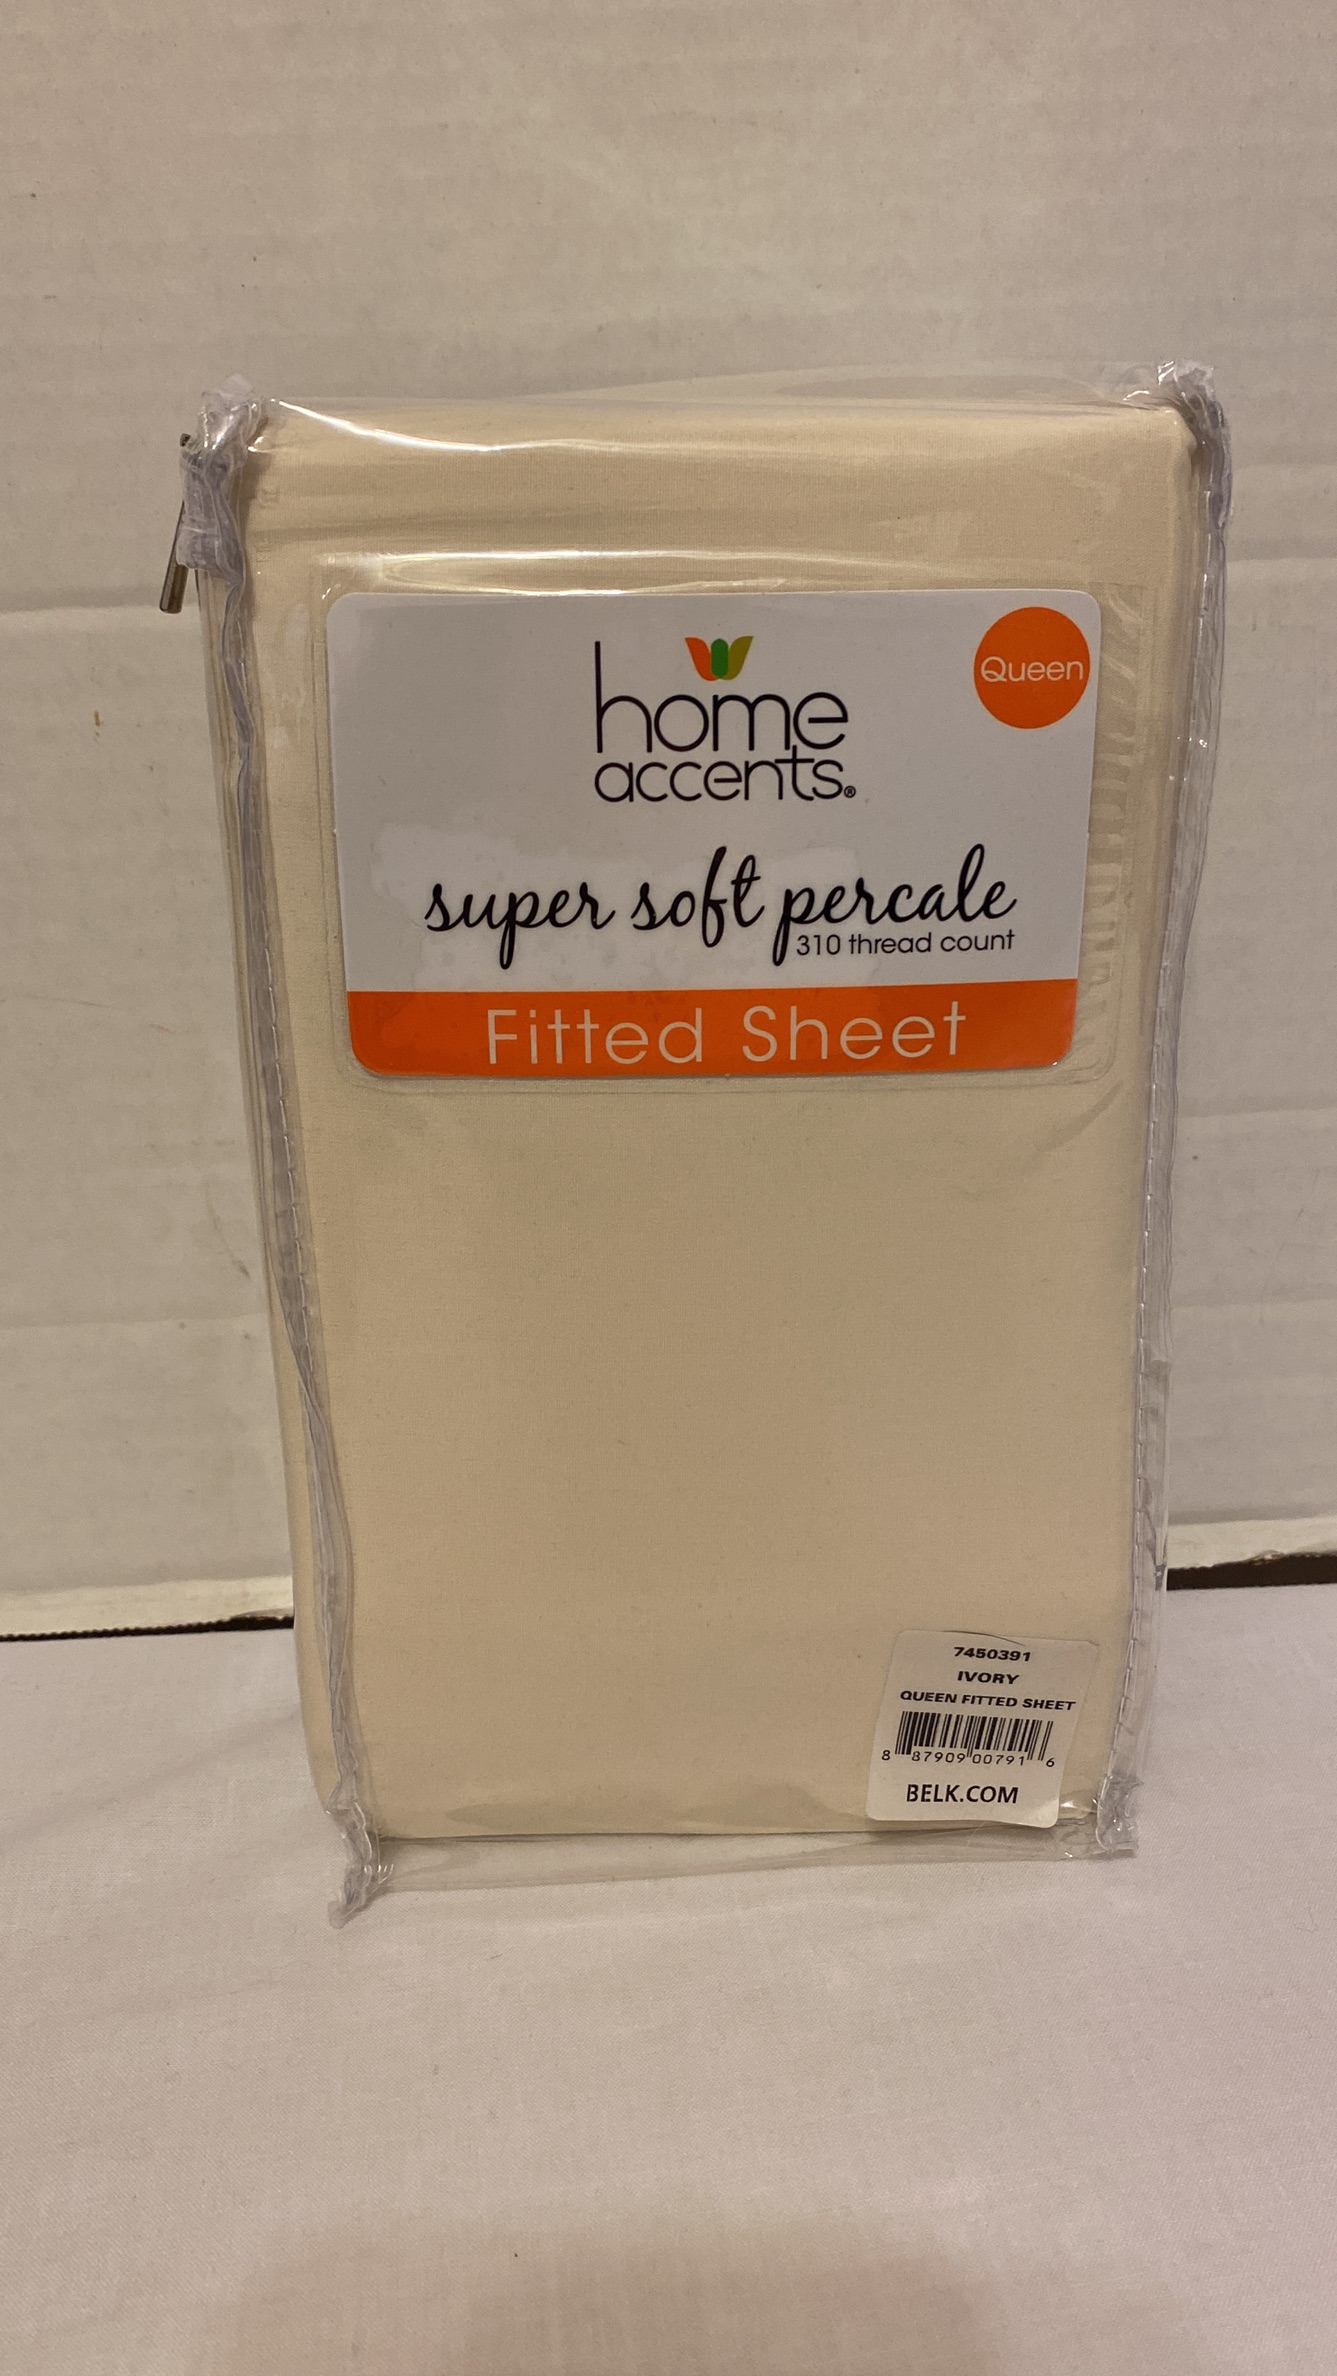 Queen
home
accents®
super soft percale
310 thread count
Fitted Sheet
7450391
IVORY
QUEEN FITTED SHEET
8 87909 00791 6
BELK.COM